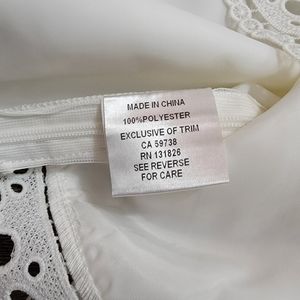 MADE IN CHINA
100%POLYESTER
EXCLUSIVE OF TRIM
CA 59738
RN 131826
SEE REVERSE
FOR CARE